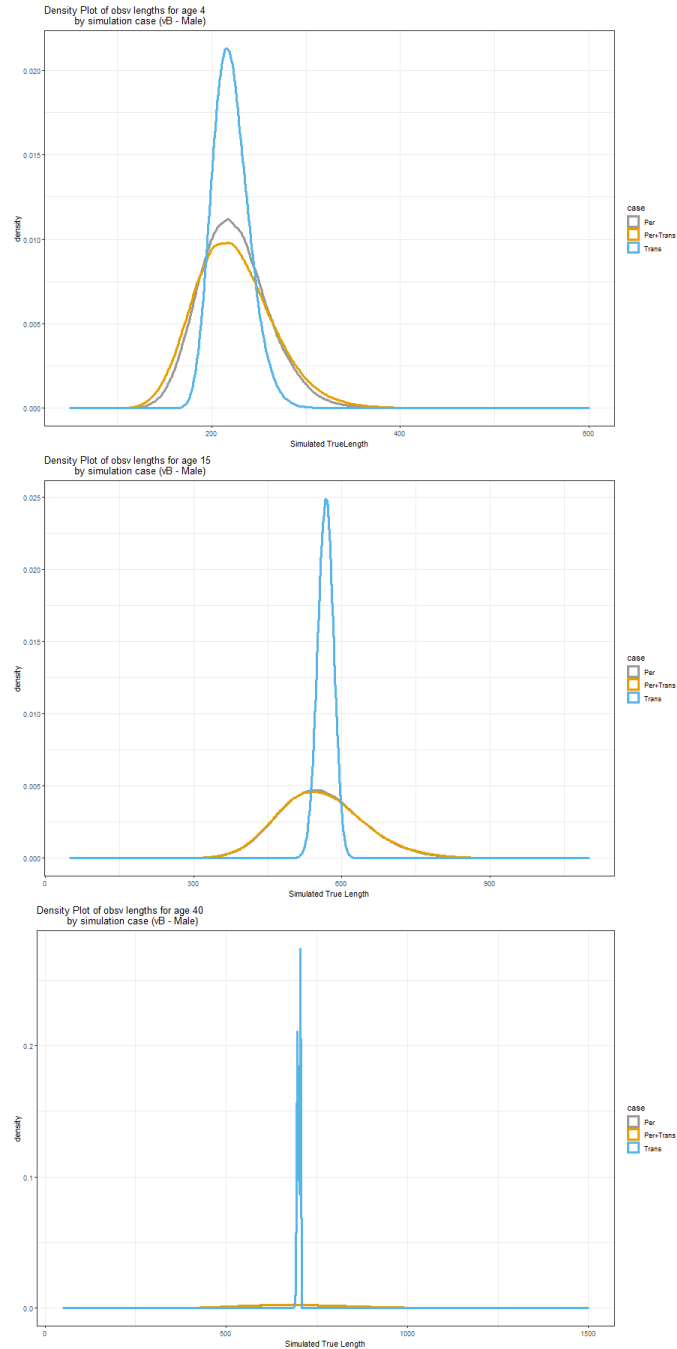 Density Plot of obsv lengths for age 4
by simulation case (vB - Male)
0.020
0.015
0.010
0.005
0.000
density
200
400
600
Simulated TrueLength
case
Per
Per+Trans
Trans
Density Plot of obsv lengths for age 15
by simulation case (vB - Male)
0.025
0.020
0.015
0.010
0.005
0.000
density
0
300
600
900
Simulated True Length
case
Per
Per+Trans
Trans
Density Plot of obsv lengths for age 40
by simulation case (vB - Male)
0.2
0.1
0.0
density
0
500
1000
1500
Simulated True Length
case
Per
Per+Trans
Trans